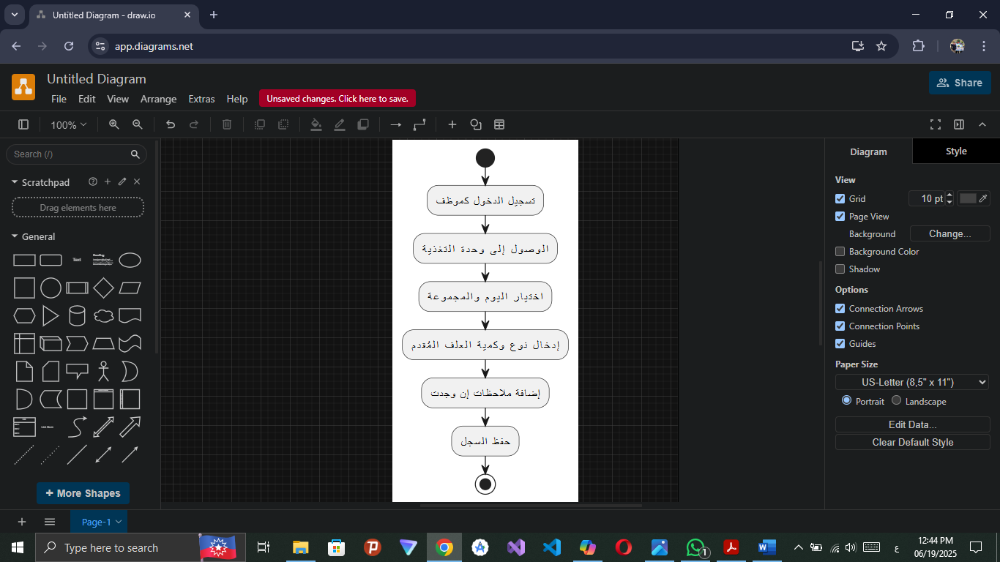 Untitled Diagram - draw.io
app.diagrams.net
Untitled Diagram
File Edit View Arrange Extras Help
Unsaved changes. Click here to save.
Share
100%
Search (/)
Scratchpad
Drag elements here
General
Text
Heading
List Item
More Shapes
تسجيل الدخول كموظف
الوصول إلى وحدة التغذية
اختيار اليوم والمجموعة
إدخال نوع وكمية العلف المُقدم
إضافة ملاحظات إن وجدت
حفظ السجل
Diagram
Style
View
Grid
10 pt
Page View
Background
Change...
Background Color
Shadow
Options
Connection Arrows
Connection Points
Guides
Paper Size
US-Letter (8,5" x 11")
Portrait
Landscape
Edit Data...
Clear Default Style
Page-1
Type here to search
1
ع
12:44 PM
06/19/2025